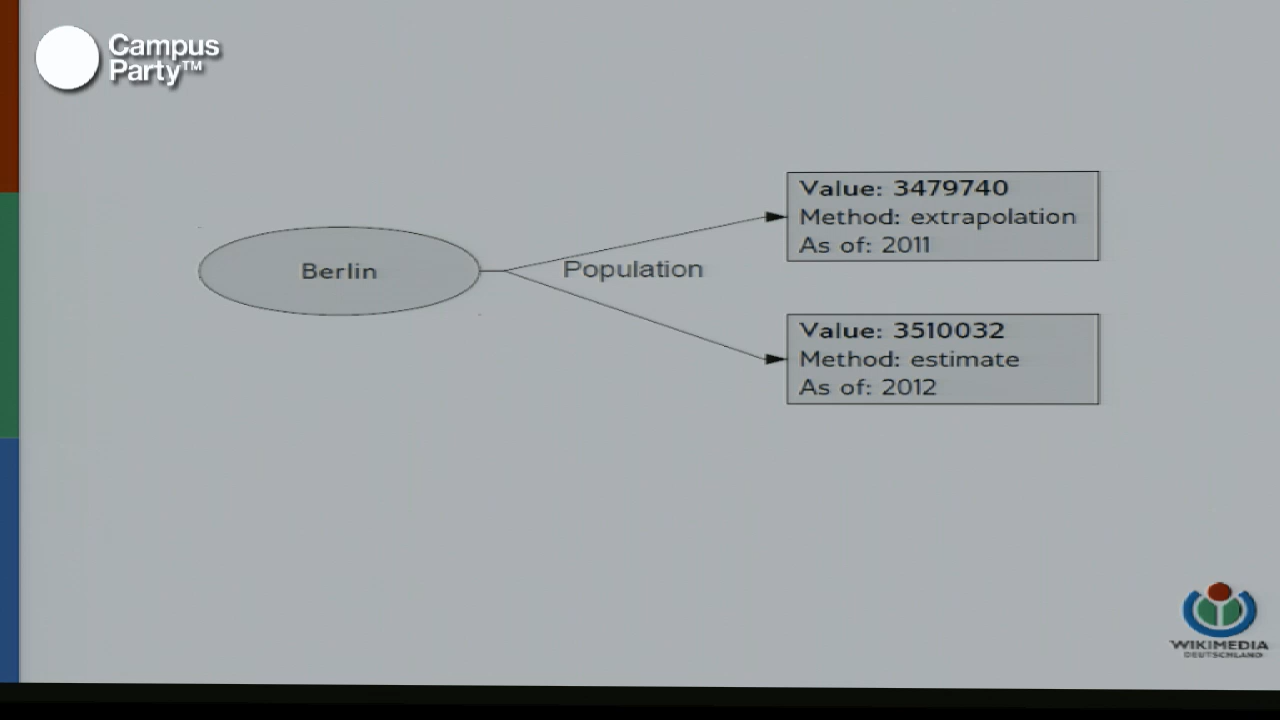 Campus
Party™
Berlin
Population
Value: 3479740
Method: extrapolation
As of: 2011
Value: 3510032
Method: estimate
As of: 2012
WIKIMEDIA
DEUTSCHLAND